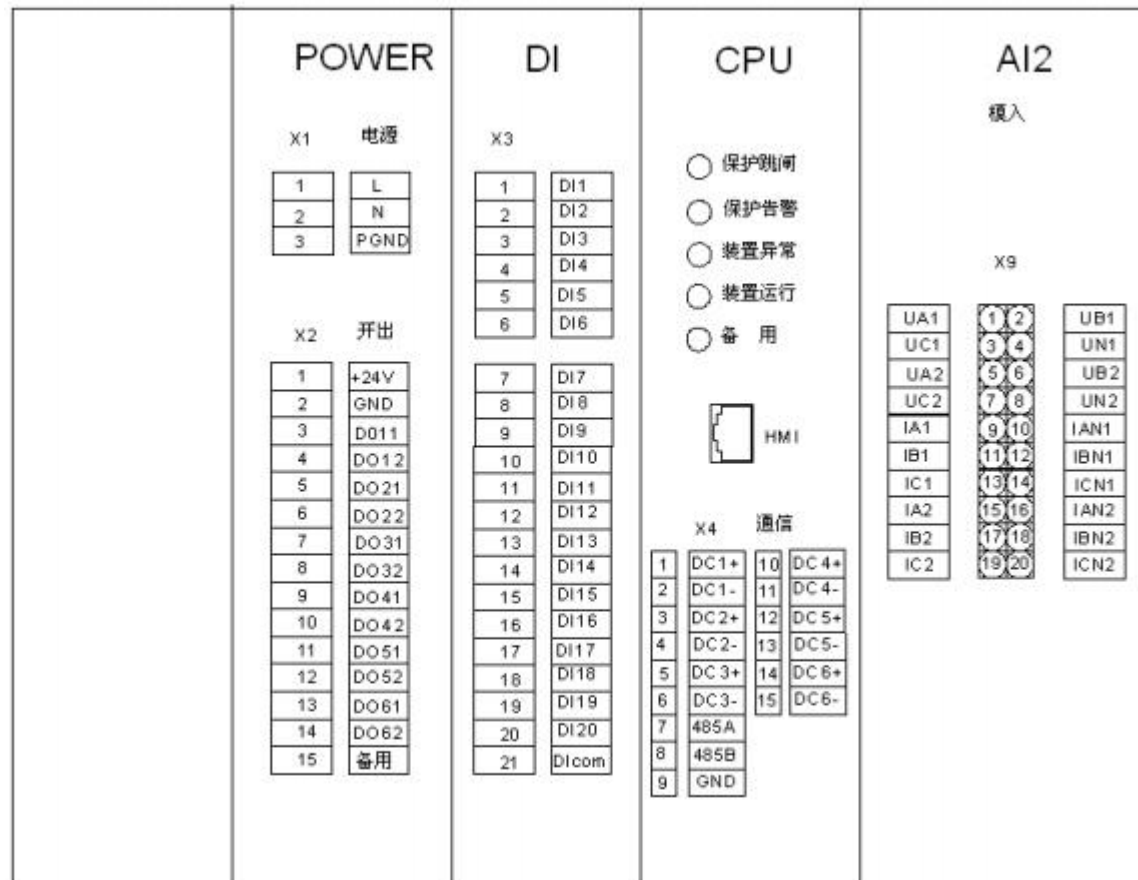 POWER
X1 电源
1 L
2 N
3 PGND
X2 开出
1 +24V
2 GND
3 DO11
4 DO12
5 DO21
6 DO22
7 DO31
8 DO32
9 DO41
10 DO42
11 DO51
12 DO52
13 DO61
14 DO62
15 备用
DI
X3
1 DI1
2 DI2
3 DI3
4 DI4
5 DI5
6 DI6
7 DI7
8 DI8
9 DI9
10 DI10
11 DI11
12 DI12
13 DI13
14 DI14
15 DI15
16 DI16
17 DI17
18 DI18
19 DI19
20 DI20
21 DIcom
CPU
保护跳闸
保护告警
装置异常
装置运行
备 用
HMI
X4 通信
1 DC1+ 10 DC4+
2 DC1- 11 DC4-
3 DC2+ 12 DC5+
4 DC2- 13 DC5-
5 DC3+ 14 DC6+
6 DC3- 15 DC6-
7 485A
8 485B
9 GND
AI2
模入
X9
UA1 1 2 UB1
UC1 3 4 UN1
UA2 5 6 UB2
UC2 7 8 UN2
IA1 9 10 IAN1
IB1 11 12 IBN1
IC1 13 14 ICN1
IA2 15 16 IAN2
IB2 17 18 IBN2
IC2 19 20 ICN2